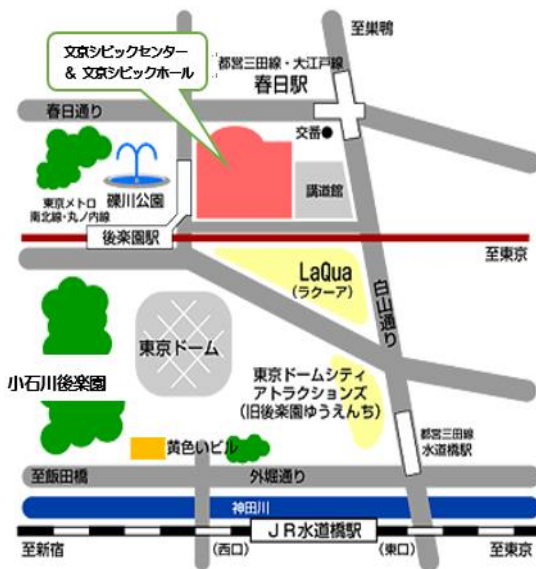 文京シビックセンター
& 文京シビックホール
至巣鴨
都営三田線・大江戸線
春日駅
春日通り
交番●
講道館
東京メトロ
南北線・丸ノ内線
礫川公園
後楽園駅
至東京
LaQua
(ラクーア)
白山通り
東京ドーム
小石川後楽園
東京ドームシティ
アトラクションズ
(旧後楽園ゆうえんち)
都営三田線
水道橋駅
黄色いビル
至飯田橋
外堀通り
神田川
JR水道橋駅
至新宿
(西口)
(東口)
至東京